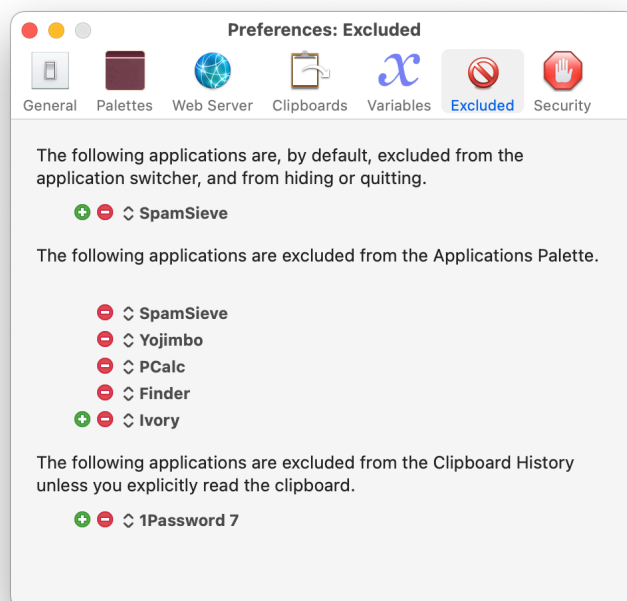 Preferences: Excluded
General Palettes Web Server Clipboards Variables Excluded Security
The following applications are, by default, excluded from the
application switcher, and from hiding or quitting.
SpamSieve
The following applications are excluded from the Applications Palette.
SpamSieve
Yojimbo
PCalc
Finder
Ivory
The following applications are excluded from the Clipboard History
unless you explicitly read the clipboard.
1Password 7